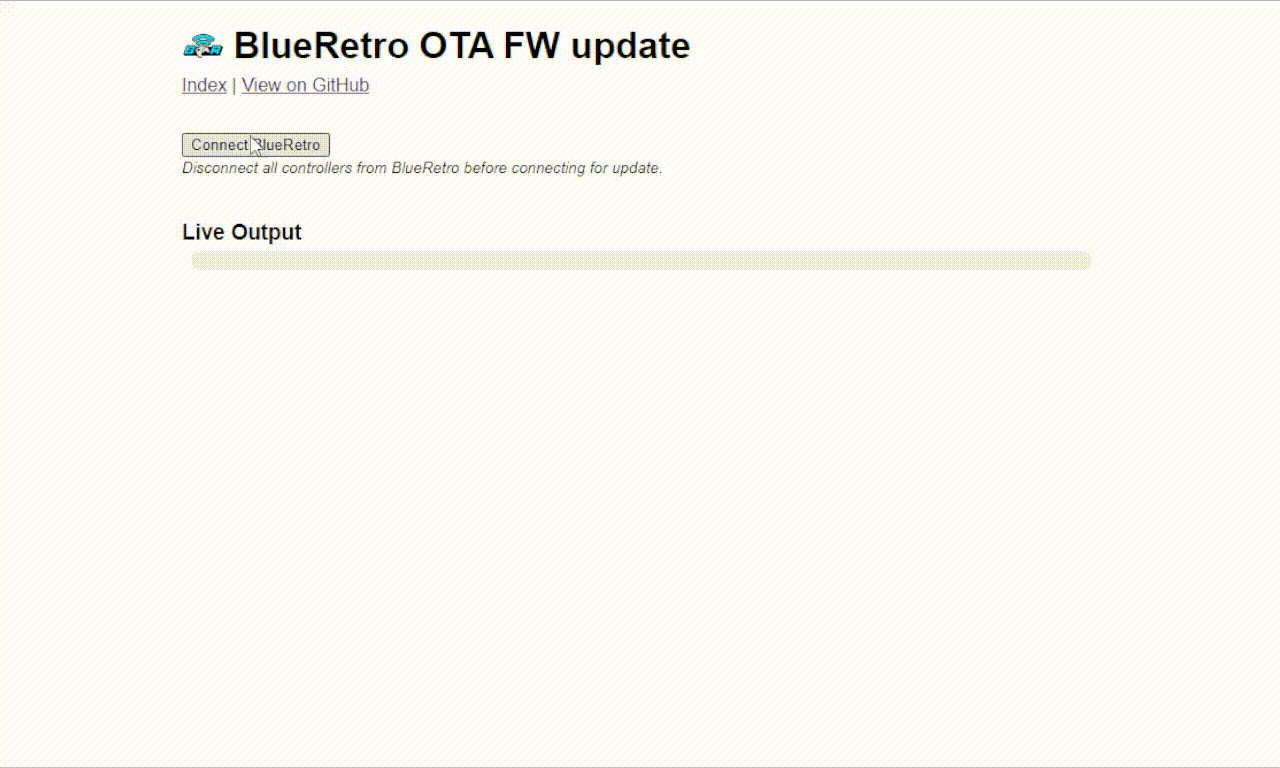 BlueRetro OTA FW update
Index | View on GitHub
Connect BlueRetro
Disconnect all controllers from BlueRetro before connecting for update.
Live Output